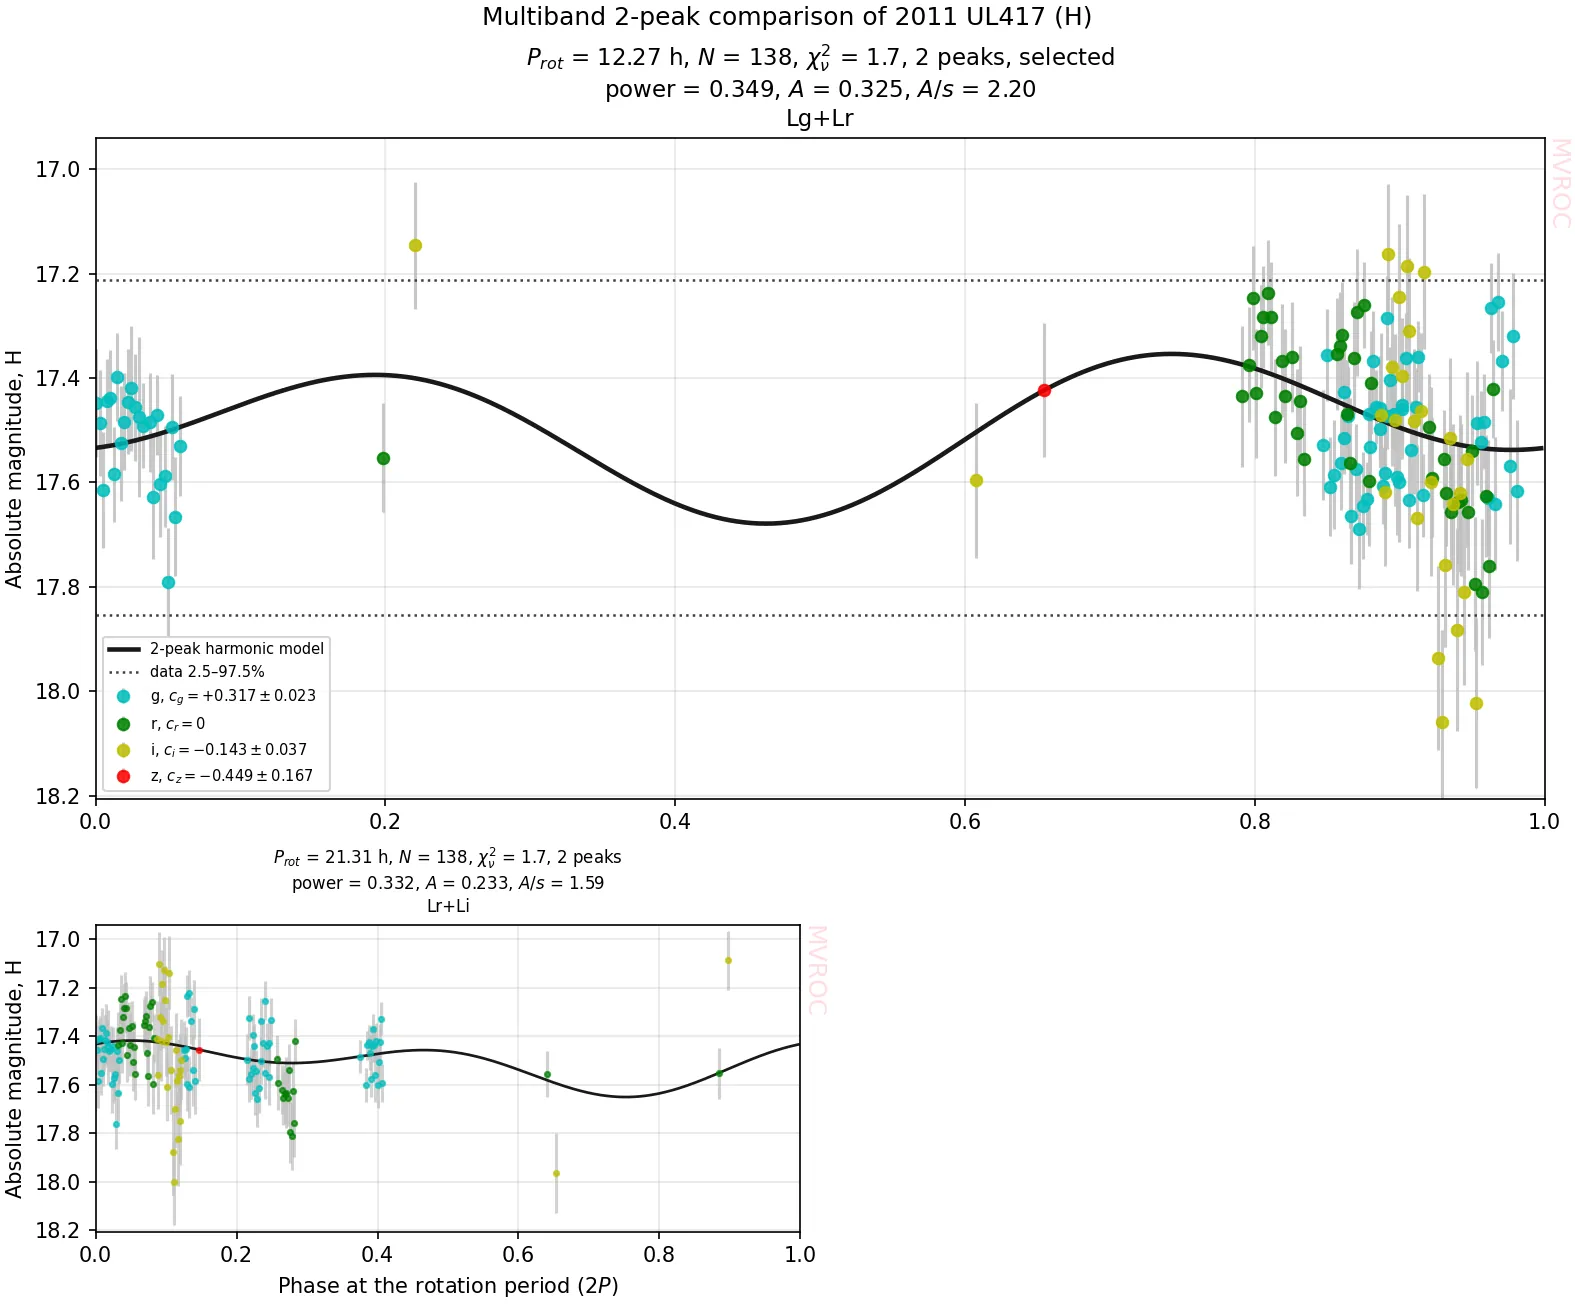 Multiband 2-peak comparison of 2011 UL417 (H)
P_rot = 12.27 h, N = 138, χ²_ν = 1.7, 2 peaks, selected
power = 0.349, A = 0.325, A/s = 2.20
Lg+Lr
17.0
17.2
17.4
17.6
17.8
18.0
18.2
Absolute magnitude, H
2-peak harmonic model
data 2.5–97.5%
g, c_g = +0.317 ± 0.023
r, c_r = 0
i, c_i = −0.143 ± 0.037
z, c_z = −0.449 ± 0.167
0.0 0.2 0.4 0.6 0.8 1.0
MVROC
P_rot = 21.31 h, N = 138, χ²_ν = 1.7, 2 peaks
power = 0.332, A = 0.233, A/s = 1.59
Lr+Li
17.0
17.2
17.4
17.6
17.8
18.0
18.2
Absolute magnitude, H
0.0 0.2 0.4 0.6 0.8 1.0
Phase at the rotation period (2P)
MVROC